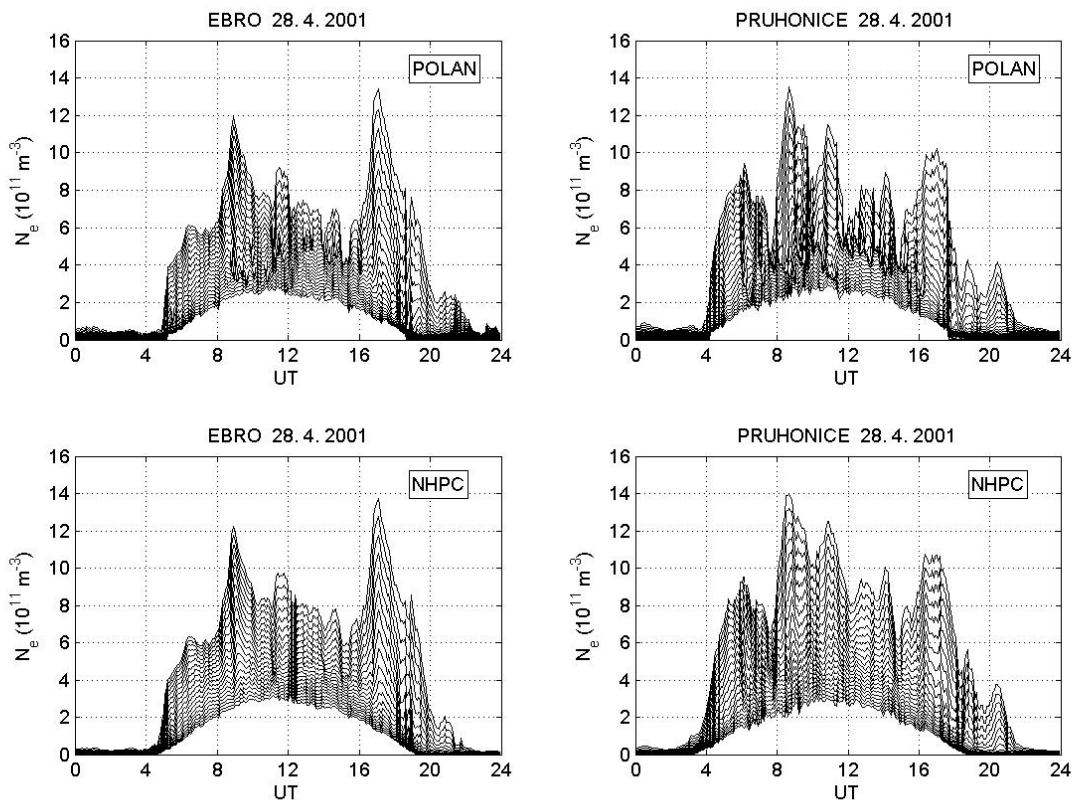 EBRO 28. 4. 2001
POLAN
N_e (10^11 m^-3)
16
14
12
10
8
6
4
2
0
0 4 8 12 16 20 24
UT
PRUHONICE 28. 4. 2001
POLAN
N_e (10^11 m^-3)
16
14
12
10
8
6
4
2
0
0 4 8 12 16 20 24
UT
EBRO 28. 4. 2001
NHPC
N_e (10^11 m^-3)
16
14
12
10
8
6
4
2
0
0 4 8 12 16 20 24
UT
PRUHONICE 28. 4. 2001
NHPC
N_e (10^11 m^-3)
16
14
12
10
8
6
4
2
0
0 4 8 12 16 20 24
UT